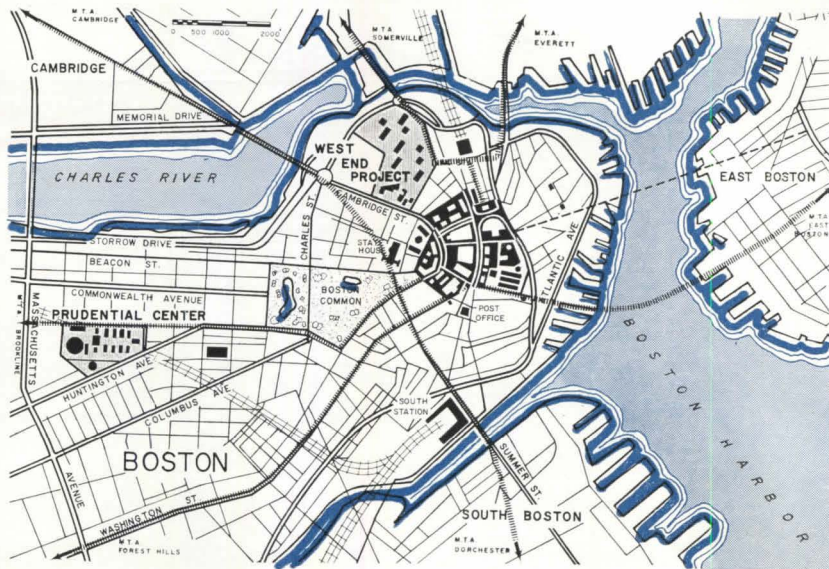 M.T.A.
CAMBRIDGE
0
1000
2000
M.T.A.
SOMERVILLE
M.T.A.
EVERETT
CAMBRIDGE
MEMORIAL DRIVE
WEST
END
PROJECT
CHARLES RIVER
EAST BOSTON
CAMBRIDGE ST.
CHARLES ST.
M.T.A.
EAST
BOSTON
STORROW DRIVE
STATE
HOUSE
BEACON ST.
ATLANTIC AVE
COMMONWEALTH AVENUE
BOSTON
COMMON
POST
OFFICE
PRUDENTIAL CENTER
M.T.A.
BROOKLINE
MASSACHUSETTS
AVENUE
HUNTINGTON AVE
COLUMBUS AVE
SOUTH
STATION
BOSTON HARBOR
BOSTON
SUMMER ST.
WASHINGTON ST.
SOUTH BOSTON
M.T.A.
FOREST HILLS
M.T.A.
DORCHESTER